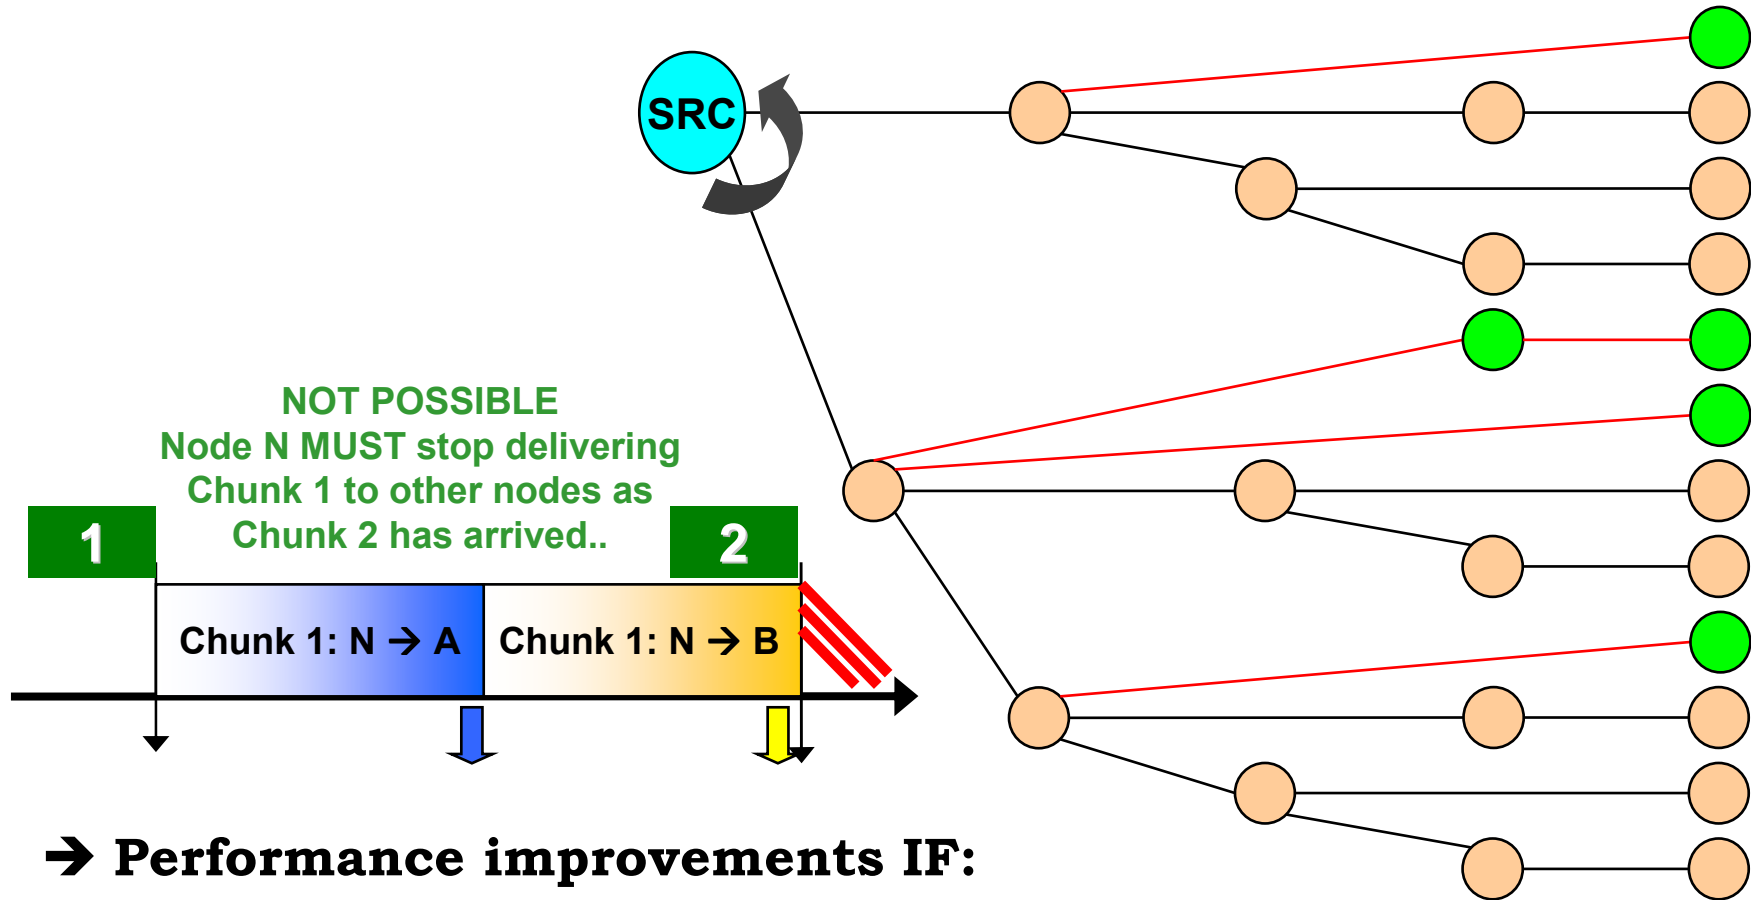 SRC
NOT POSSIBLE
Node N MUST stop delivering
Chunk 1 to other nodes as
Chunk 2 has arrived..
1
2
Chunk 1: N → A
Chunk 1: N → B
➔ Performance improvements IF: